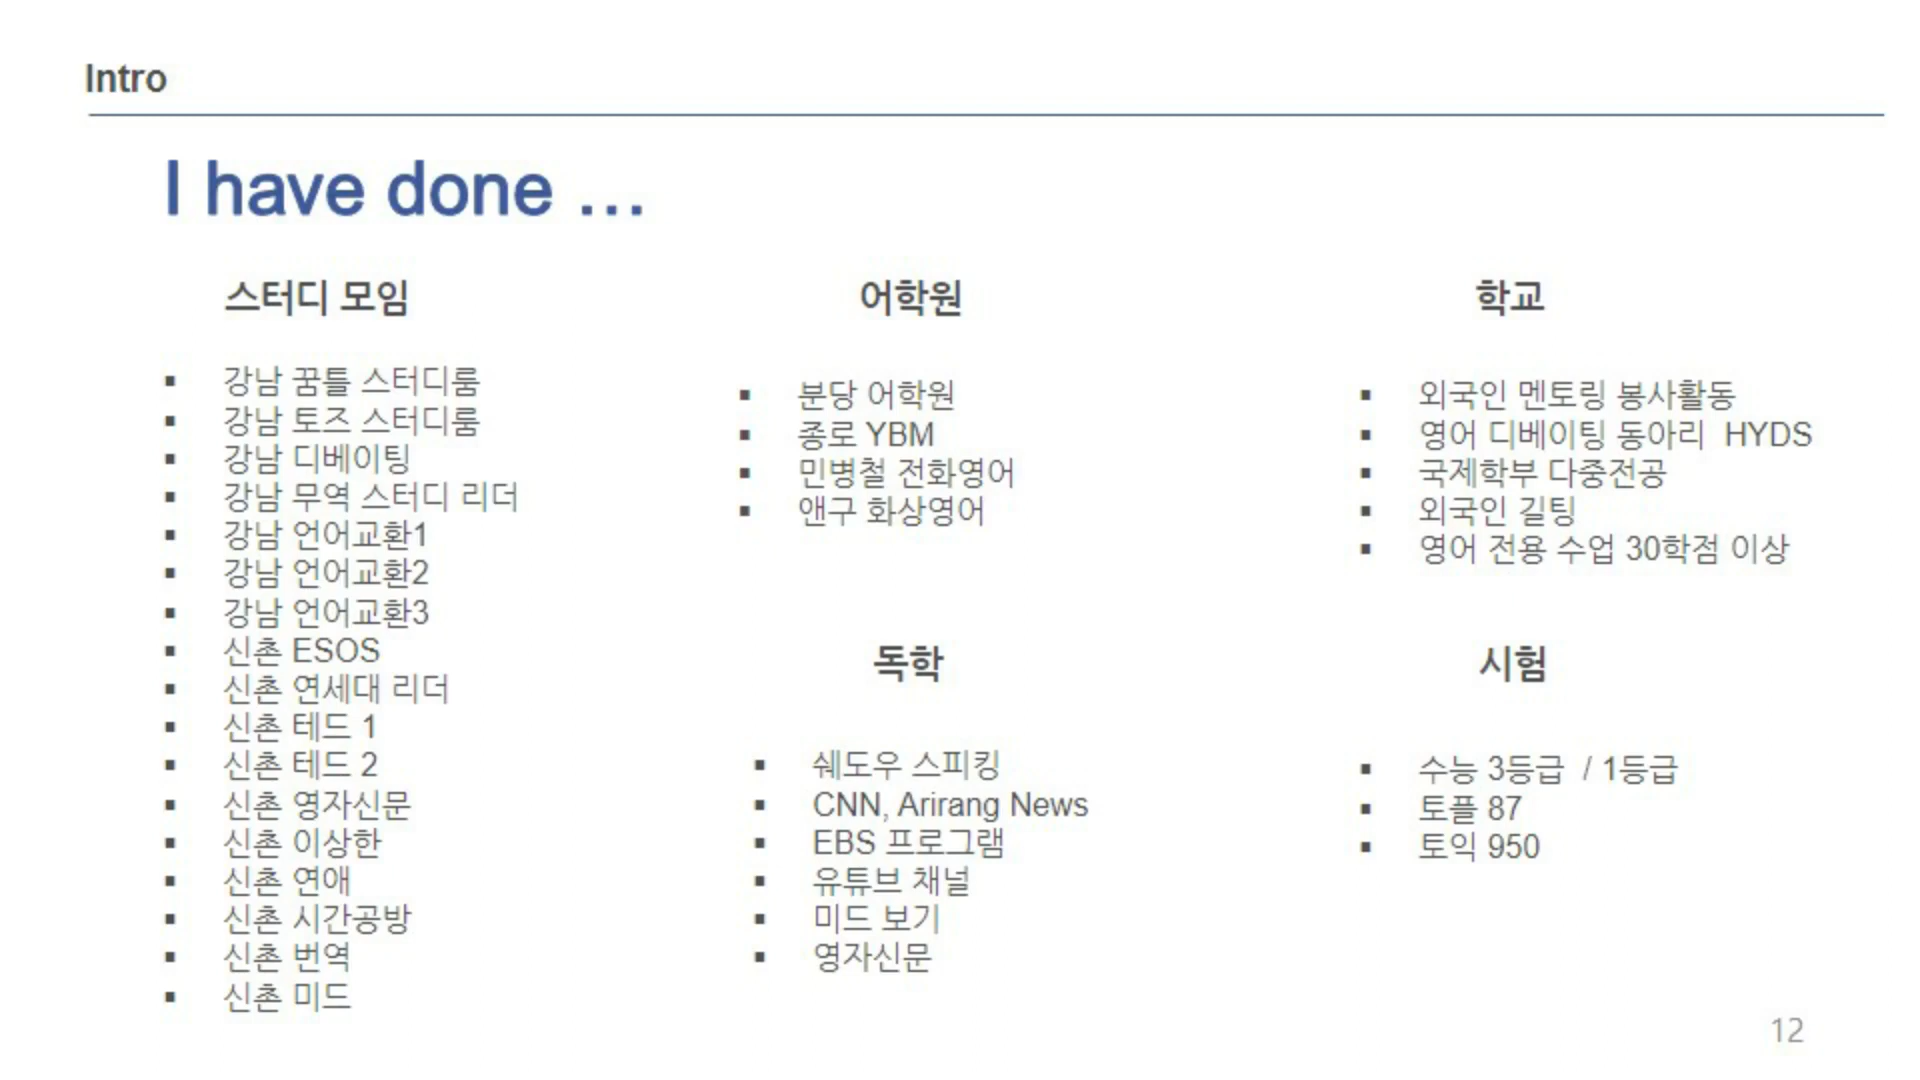 Intro
I have done ...
스터디 모임
▪ 강남 꿈틀 스터디룸
▪ 강남 토즈 스터디룸
▪ 강남 디베이팅
▪ 강남 무역 스터디 리더
▪ 강남 언어교환1
▪ 강남 언어교환2
▪ 강남 언어교환3
▪ 신촌 ESOS
▪ 신촌 연세대 리더
▪ 신촌 테드 1
▪ 신촌 테드 2
▪ 신촌 영자신문
▪ 신촌 이상한
▪ 신촌 연애
▪ 신촌 시간공방
▪ 신촌 번역
▪ 신촌 미드
어학원
▪ 분당 어학원
▪ 종로 YBM
▪ 민병철 전화영어
▪ 앤구 화상영어
독학
▪ 쉐도우 스피킹
▪ CNN, Arirang News
▪ EBS 프로그램
▪ 유튜브 채널
▪ 미드 보기
▪ 영자신문
학교
▪ 외국인 멘토링 봉사활동
▪ 영어 디베이팅 동아리 HYDS
▪ 국제학부 다중전공
▪ 외국인 길팅
▪ 영어 전용 수업 30학점 이상
시험
▪ 수능 3등급 / 1등급
▪ 토플 87
▪ 토익 950
12